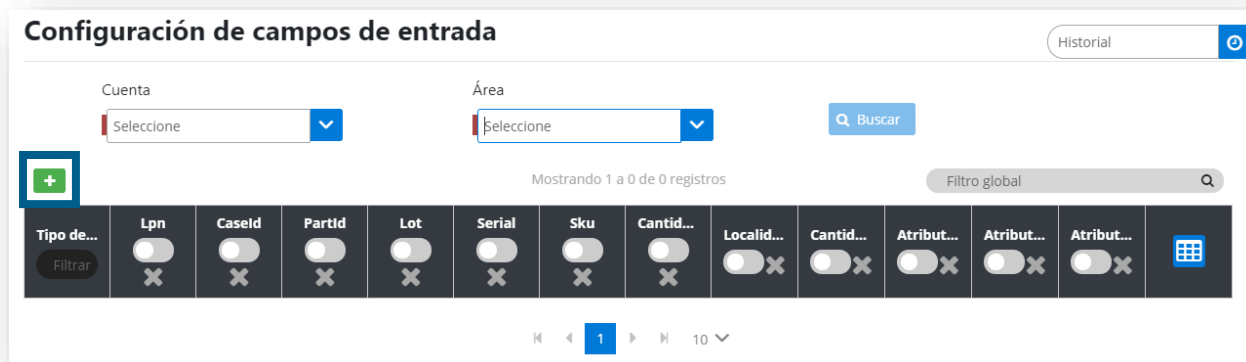 Configuración de campos de entrada
Historial
Cuenta
Área
Seleccione
Seleccione
Buscar
+
Mostrando 1 a 0 de 0 registros
Filtro global
Tipo de... Lpn CaseId PartId Lot Serial Sku Cantid... Localid... Cantid... Atribut... Atribut... Atribut...
Filtrar
1
10